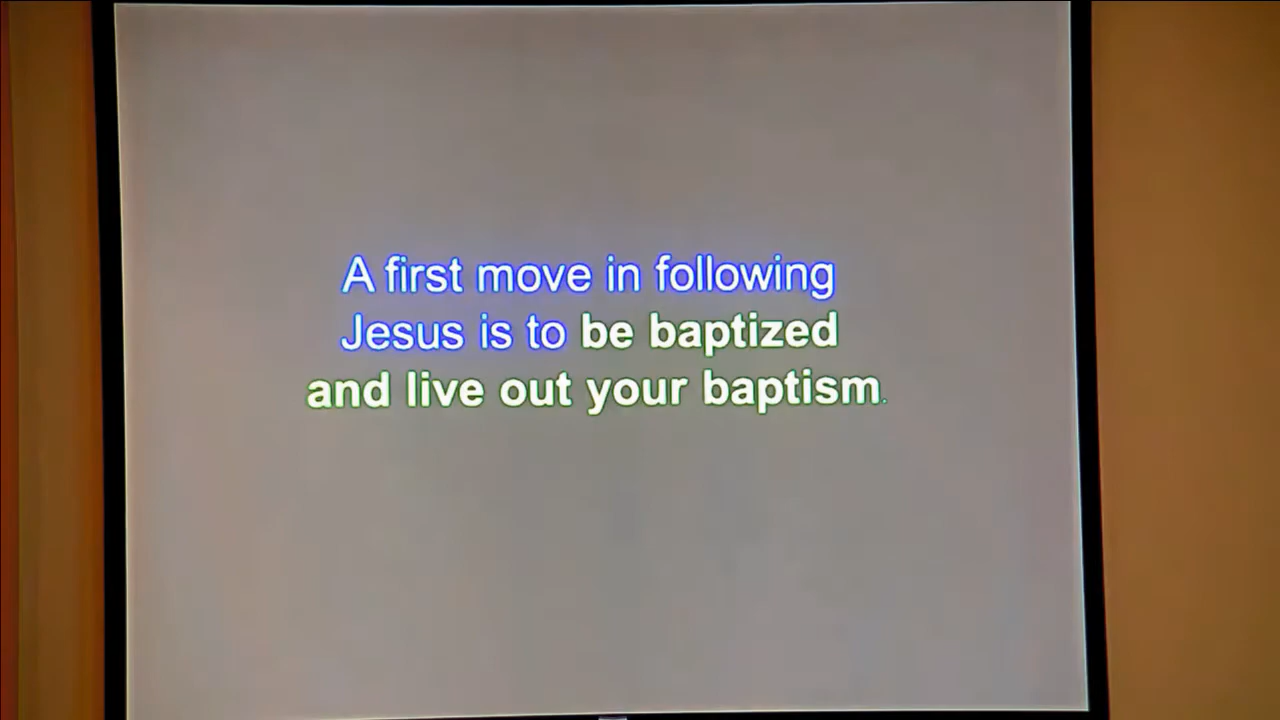 A first move in following
Jesus is to be baptized
and live out your baptism.